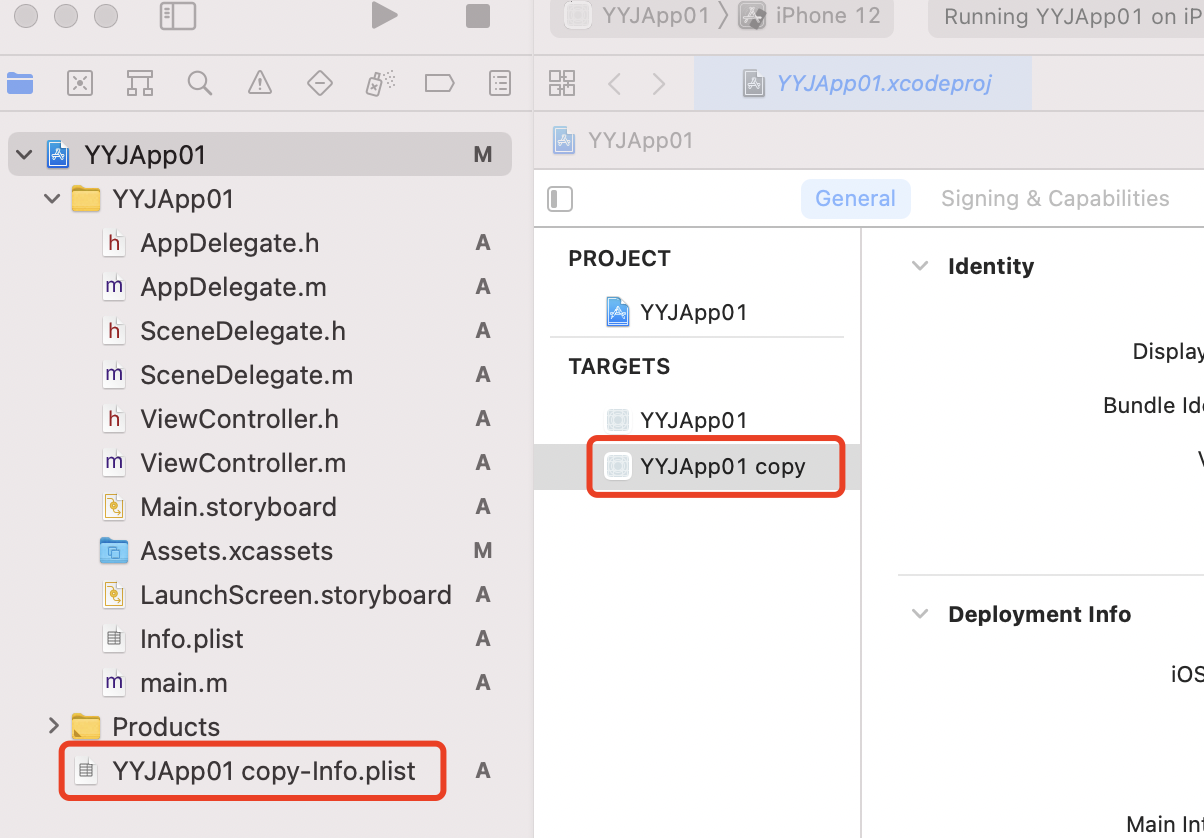 YYJApp01 iPhone 12
Running YYJApp01 on iP
YYJApp01.xcodeproj
YYJApp01 M
YYJApp01
YYJApp01
h AppDelegate.h A
m AppDelegate.m A
h SceneDelegate.h A
m SceneDelegate.m A
h ViewController.h A
m ViewController.m A
Main.storyboard A
Assets.xcassets M
LaunchScreen.storyboard A
Info.plist A
m main.m A
Products
YYJApp01 copy-Info.plist A
General Signing & Capabilities
PROJECT
YYJApp01
TARGETS
YYJApp01
YYJApp01 copy
Identity
Display
Bundle Ide
V
Deployment Info
iOS
Main Int